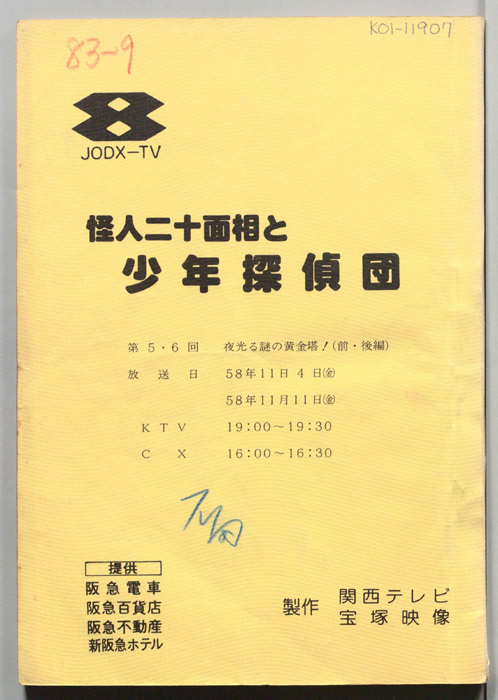 K01-11907
83-9
JODX-TV
怪人二十面相と
少年探偵団
第5・6回 夜光る謎の黄金塔!(前・後編)
放送日 58年11日4日㈮
58年11月11日㈮
KTV 19:00〜19:30
CX 16:00〜16:30
提供
阪急電車
阪急百貨店
阪急不動産
新阪急ホテル
製作 関西テレビ
宝塚映像